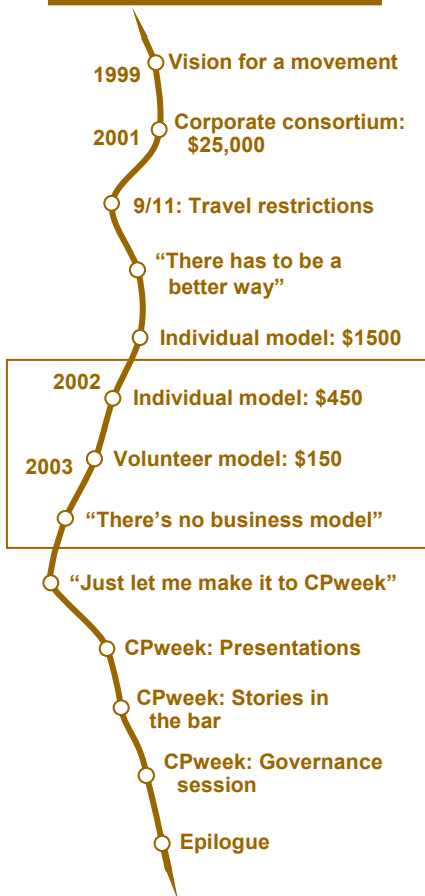 1999
Vision for a movement
2001
Corporate consortium:
$25,000
9/11: Travel restrictions
“There has to be a
better way”
Individual model: $1500
2002
Individual model: $450
2003
Volunteer model: $150
“There’s no business model”
“Just let me make it to CPweek”
CPweek: Presentations
CPweek: Stories in
the bar
CPweek: Governance
session
Epilogue